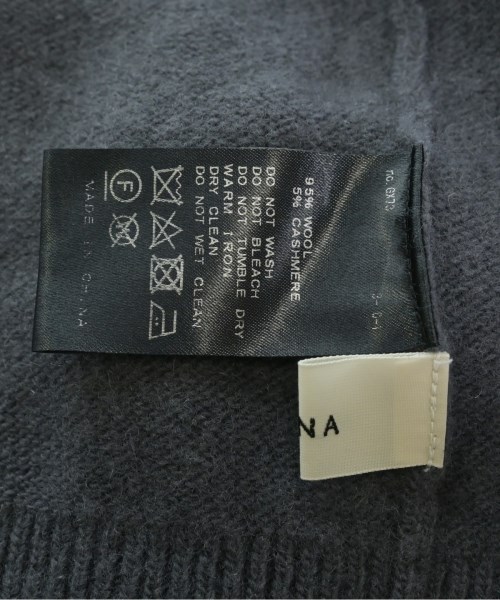 95% WOOL
5% CASHMERE
DO NOT WASH
DO NOT BLEACH
DO NOT TUMBLE DRY
WARM IRON
DRY CLEAN
DO NOT WET CLEAN
F
W
MADE IN CHINA
NA